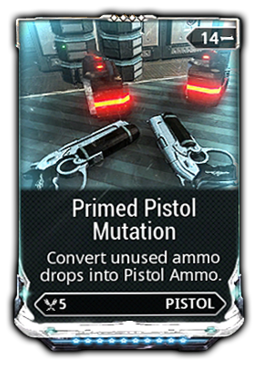 14
Primed Pistol
Mutation
Convert unused ammo
drops into Pistol Ammo.
5 PISTOL